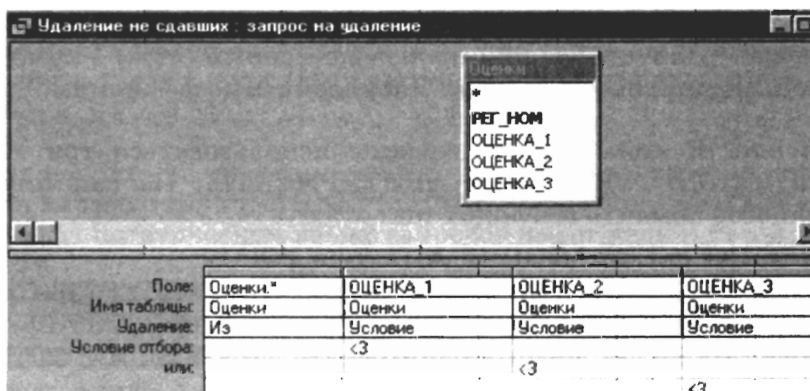 Удаление не сдавших : запрос на удаление
Оценки
*
РЕГ_НОМ
ОЦЕНКА_1
ОЦЕНКА_2
ОЦЕНКА_3
Поле: Оценки.* ОЦЕНКА_1 ОЦЕНКА_2 ОЦЕНКА_3
Имя таблицы: Оценки Оценки Оценки Оценки
Удаление: Из Условие Условие Условие
Условие отбора: <3
или: <3
<3